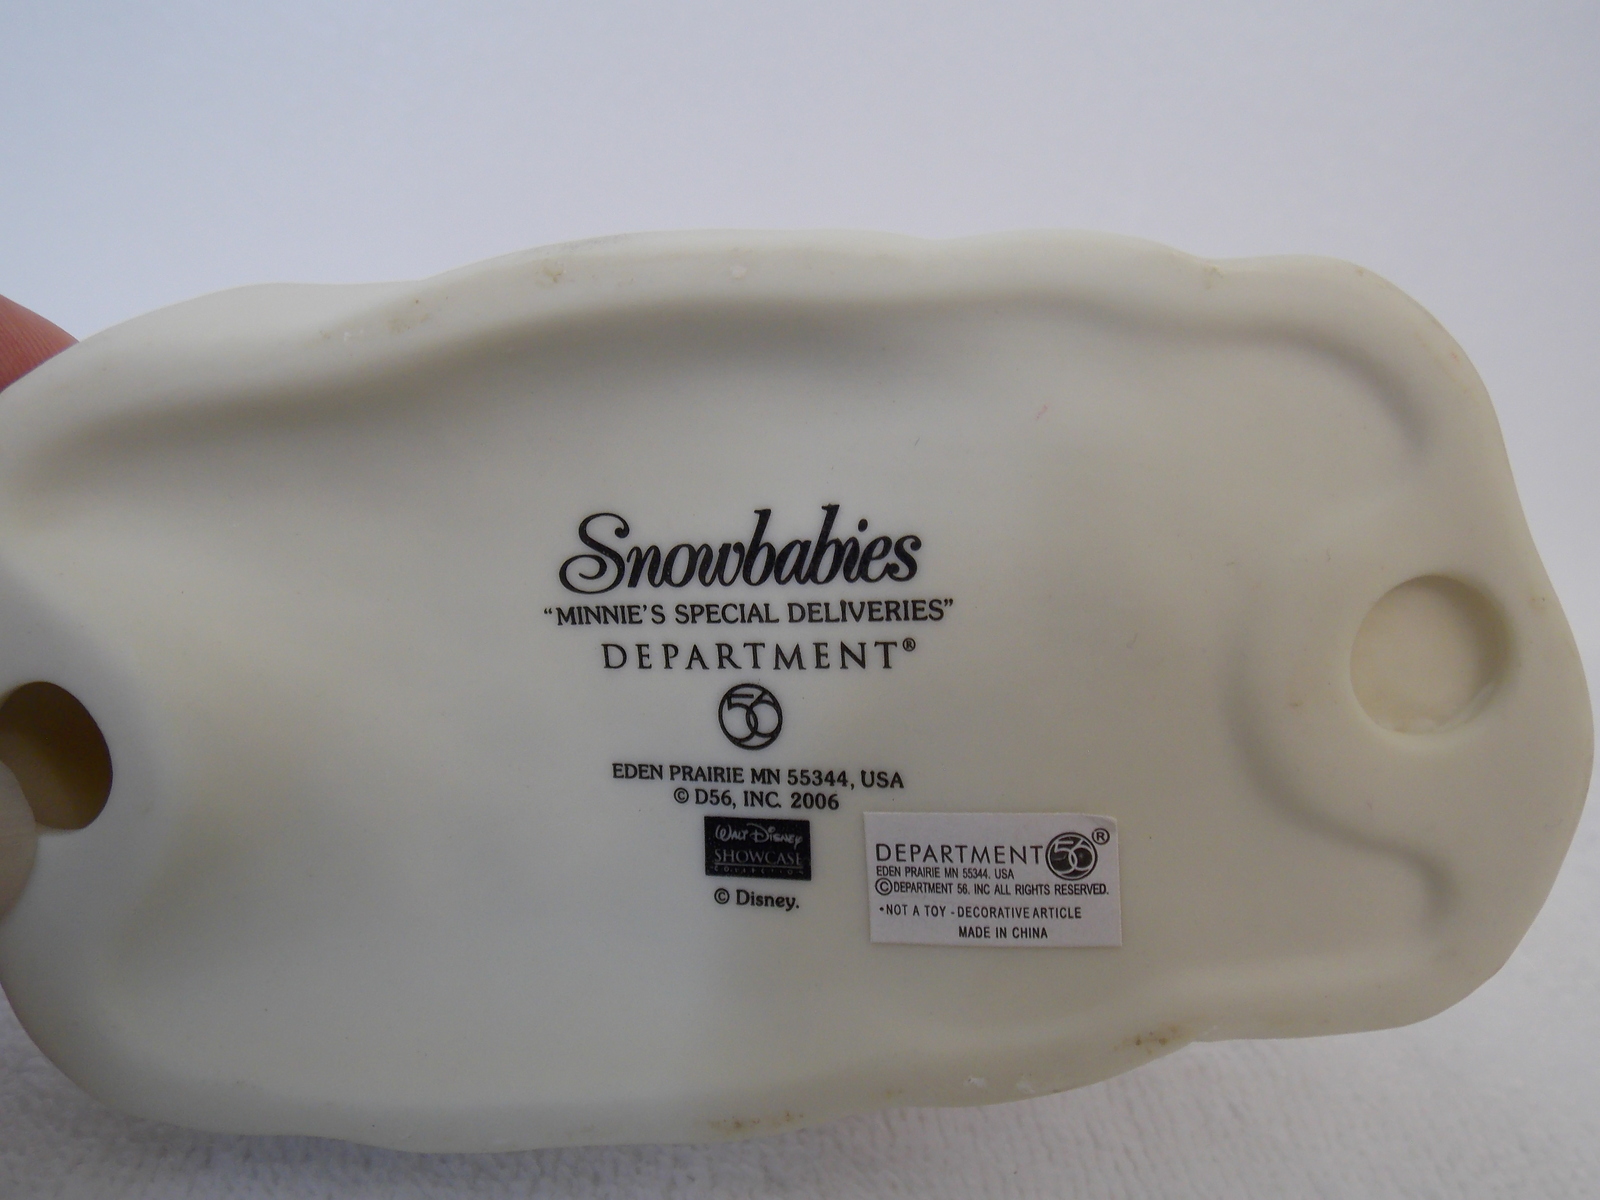 Snowbabies
“MINNIE'S SPECIAL DELIVERIES”
DEPARTMENT®
56
EDEN PRAIRIE MN 55344, USA
© D56, INC. 2006
WALT DISNEY
SHOWCASE
COLLECTION
© Disney.
DEPARTMENT 56®
EDEN PRAIRIE MN 55344. USA
©DEPARTMENT 56. INC ALL RIGHTS RESERVED.
•NOT A TOY - DECORATIVE ARTICLE
MADE IN CHINA